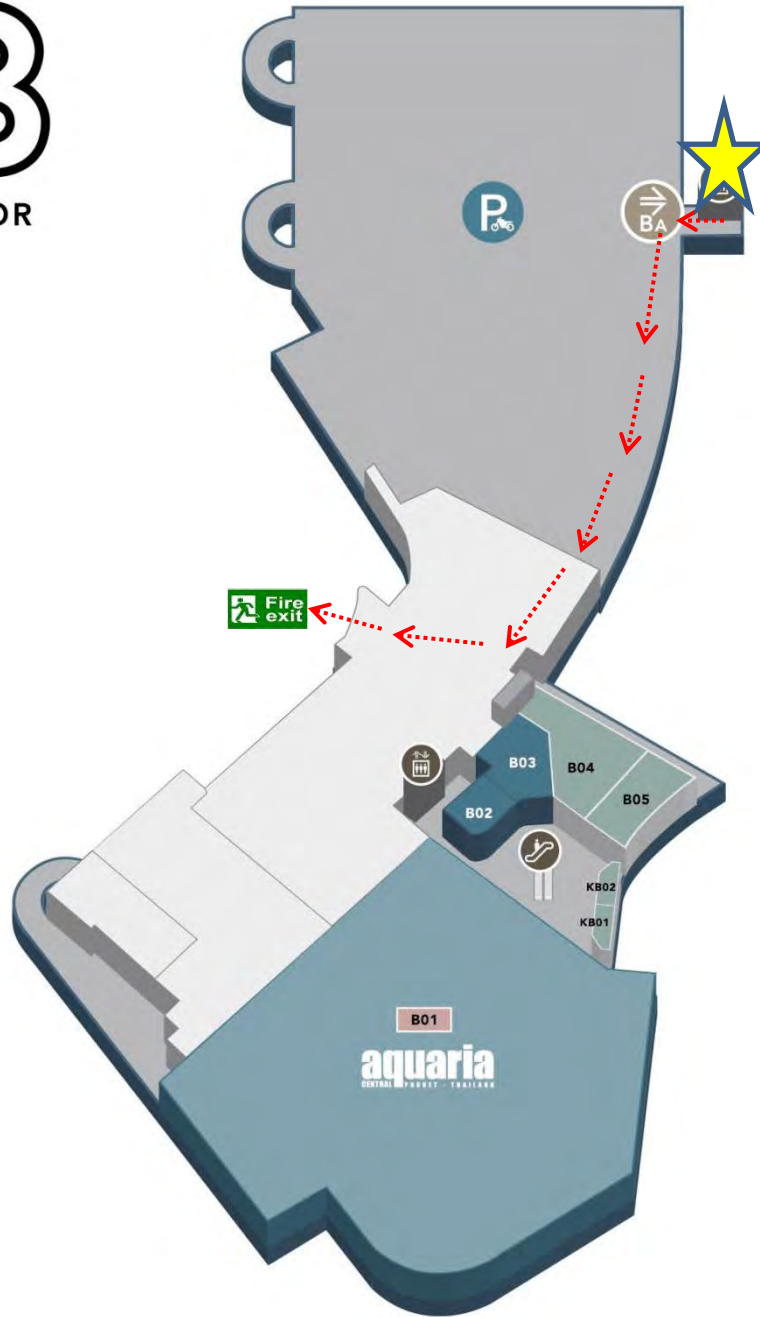 B
OR
P
BA
Fire
exit
B03
B04
B05
B02
KB02
KB01
B01
aquaria
CENTRAL PHUKET - THAILAND